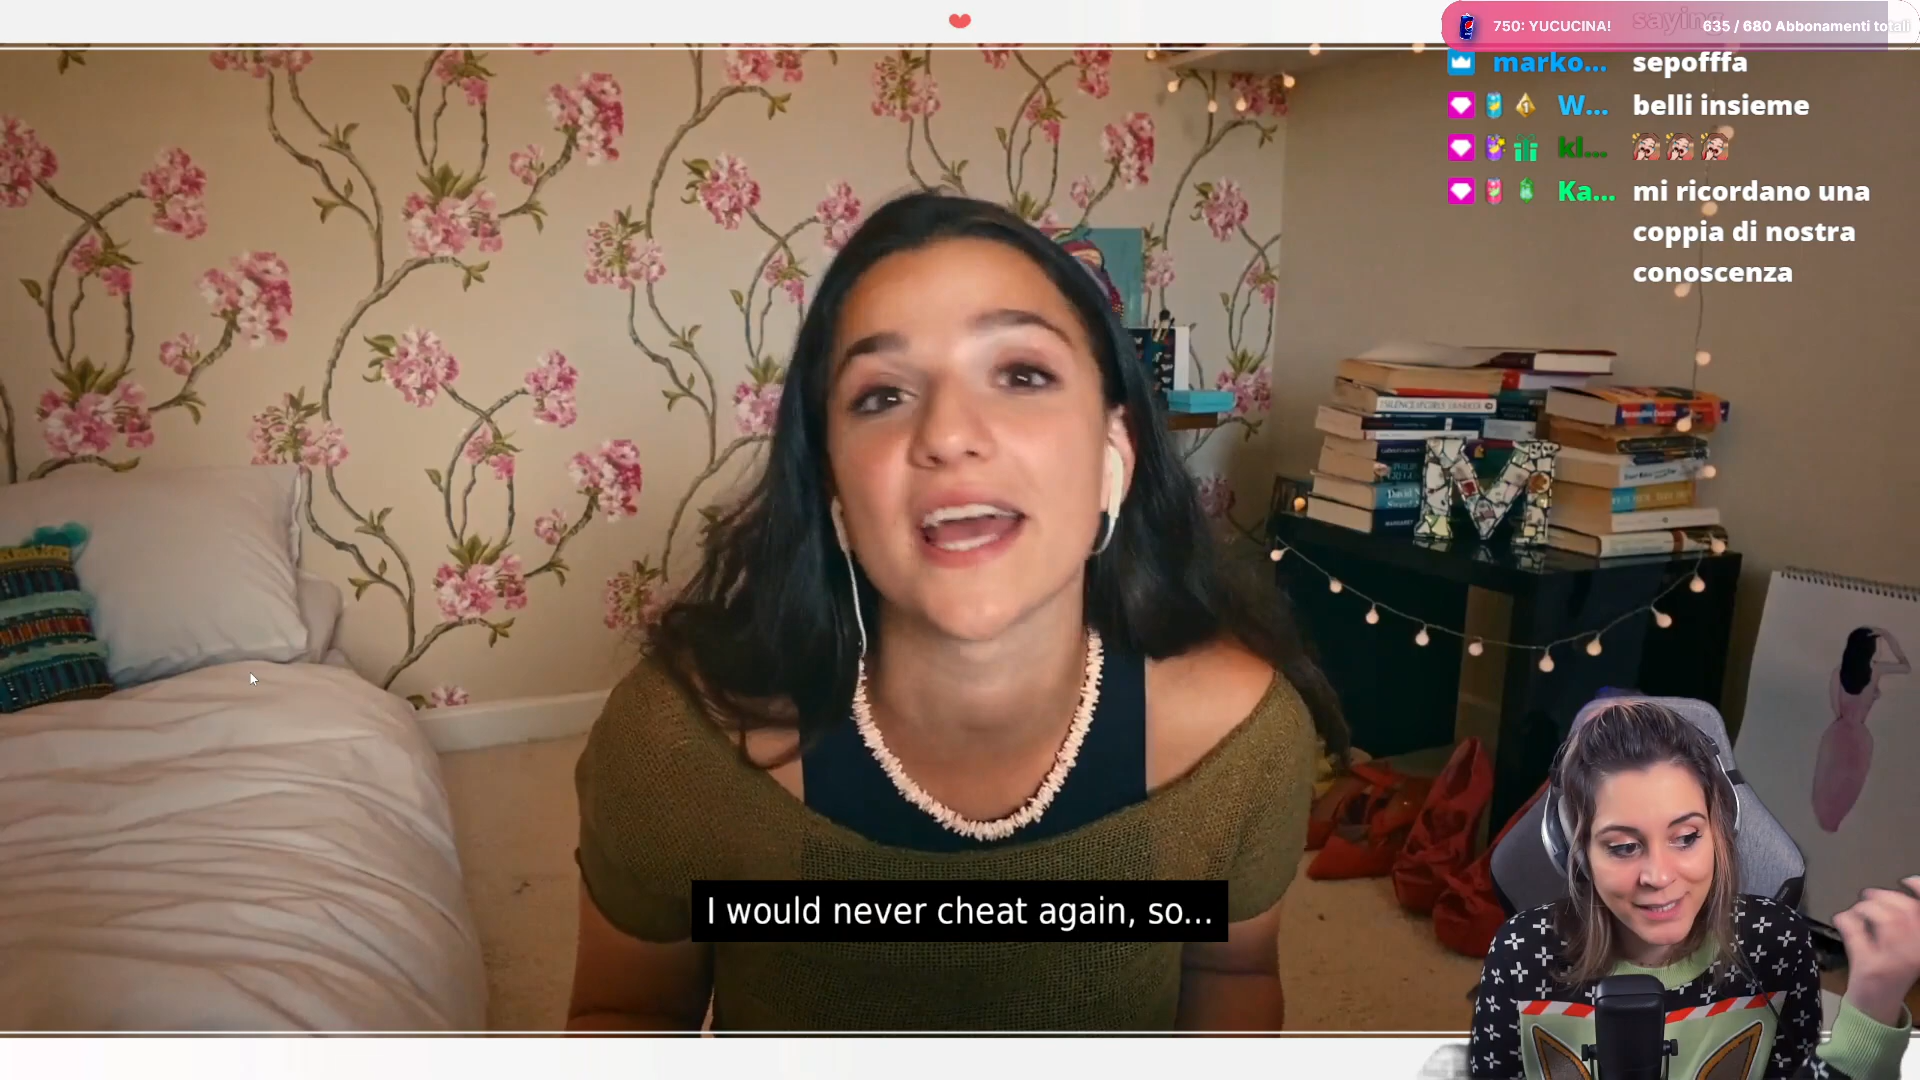 750: YUCUCINA!
635 / 680 Abbonamenti totali
saying
marko... sepofffa
W... belli insieme
kl...
Ka... mi ricordano una
coppia di nostra
conoscenza
M
I would never cheat again, so...